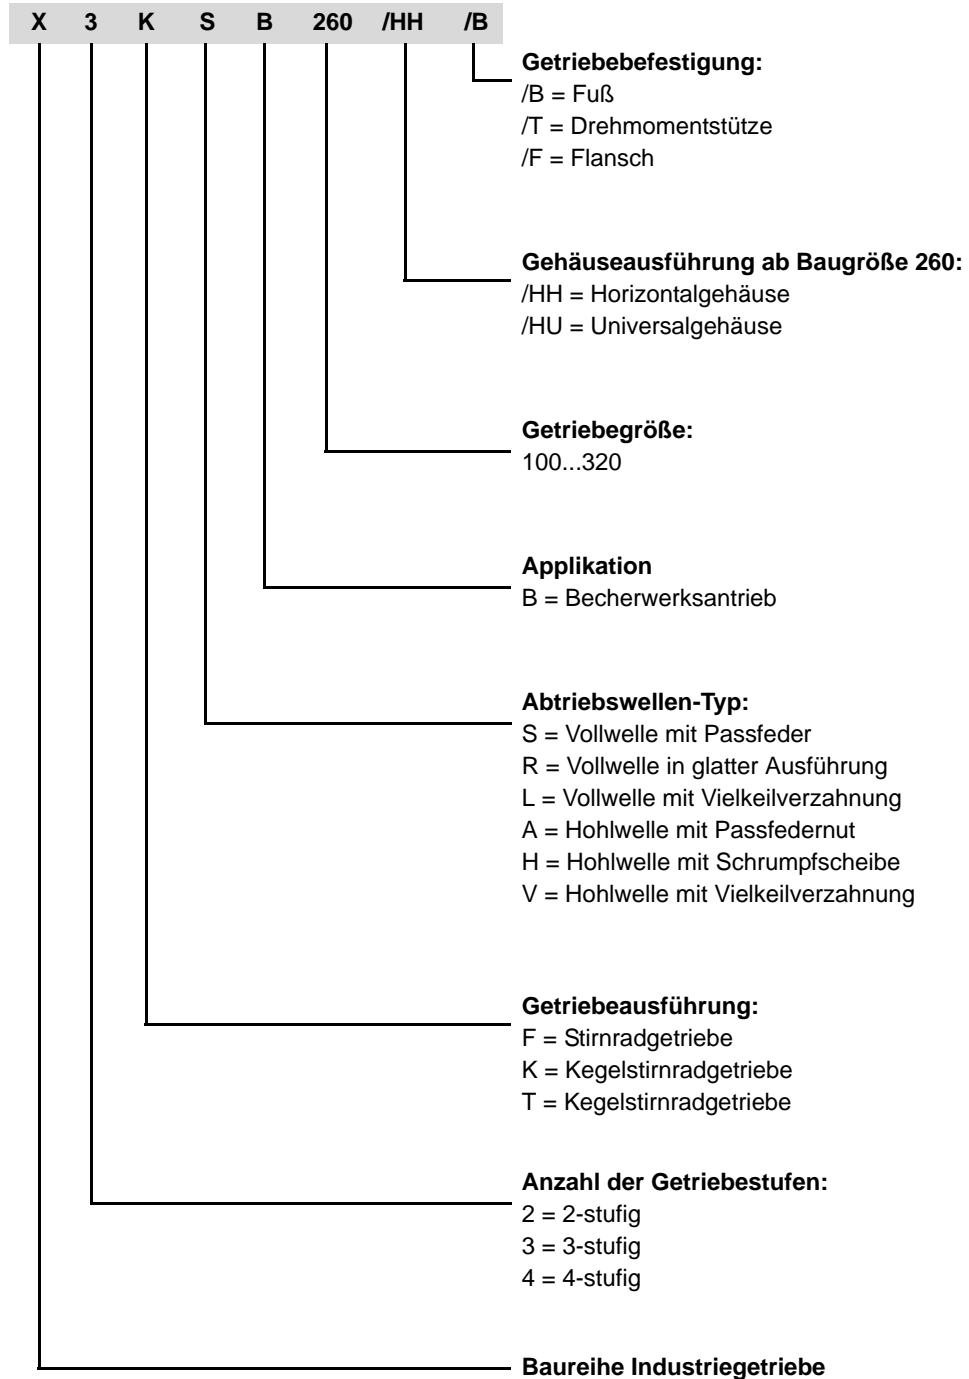 X 3 K S B 260 /HH /B
Getriebebefestigung:
/B = Fuß
/T = Drehmomentstütze
/F = Flansch
Gehäuseausführung ab Baugröße 260:
/HH = Horizontalgehäuse
/HU = Universalgehäuse
Getriebegröße:
100...320
Applikation
B = Becherwerksantrieb
Abtriebswellen-Typ:
S = Vollwelle mit Passfeder
R = Vollwelle in glatter Ausführung
L = Vollwelle mit Vielkeilverzahnung
A = Hohlwelle mit Passfedernut
H = Hohlwelle mit Schrumpfscheibe
V = Hohlwelle mit Vielkeilverzahnung
Getriebeausführung:
F = Stirnradgetriebe
K = Kegelstirnradgetriebe
T = Kegelstirnradgetriebe
Anzahl der Getriebestufen:
2 = 2-stufig
3 = 3-stufig
4 = 4-stufig
Baureihe Industriegetriebe